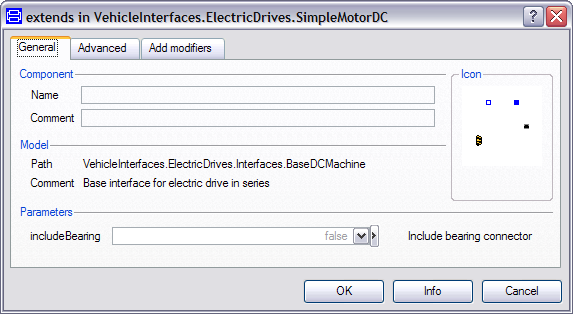 extends in VehicleInterfaces.ElectricDrives.SimpleMotorDC
General Advanced Add modifiers
Component
Icon
Name
Comment
Model
Path VehicleInterfaces.ElectricDrives.Interfaces.BaseDCMachine
Comment Base interface for electric drive in series
Parameters
includeBearing false Include bearing connector
OK Info Cancel